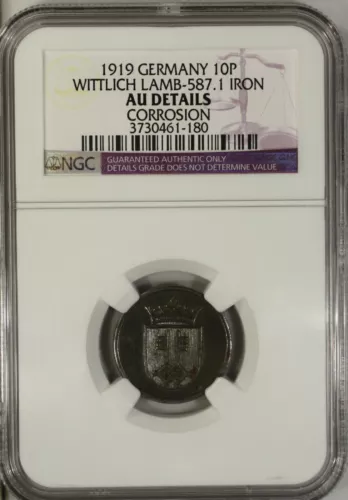 1919 GERMANY 10P
WITTLICH LAMB-587.1 IRON
AU DETAILS
CORROSION
3730461-180
NGC
GUARANTEED AUTHENTIC ONLY
DETAILS GRADE DOES NOT DETERMINE VALUE